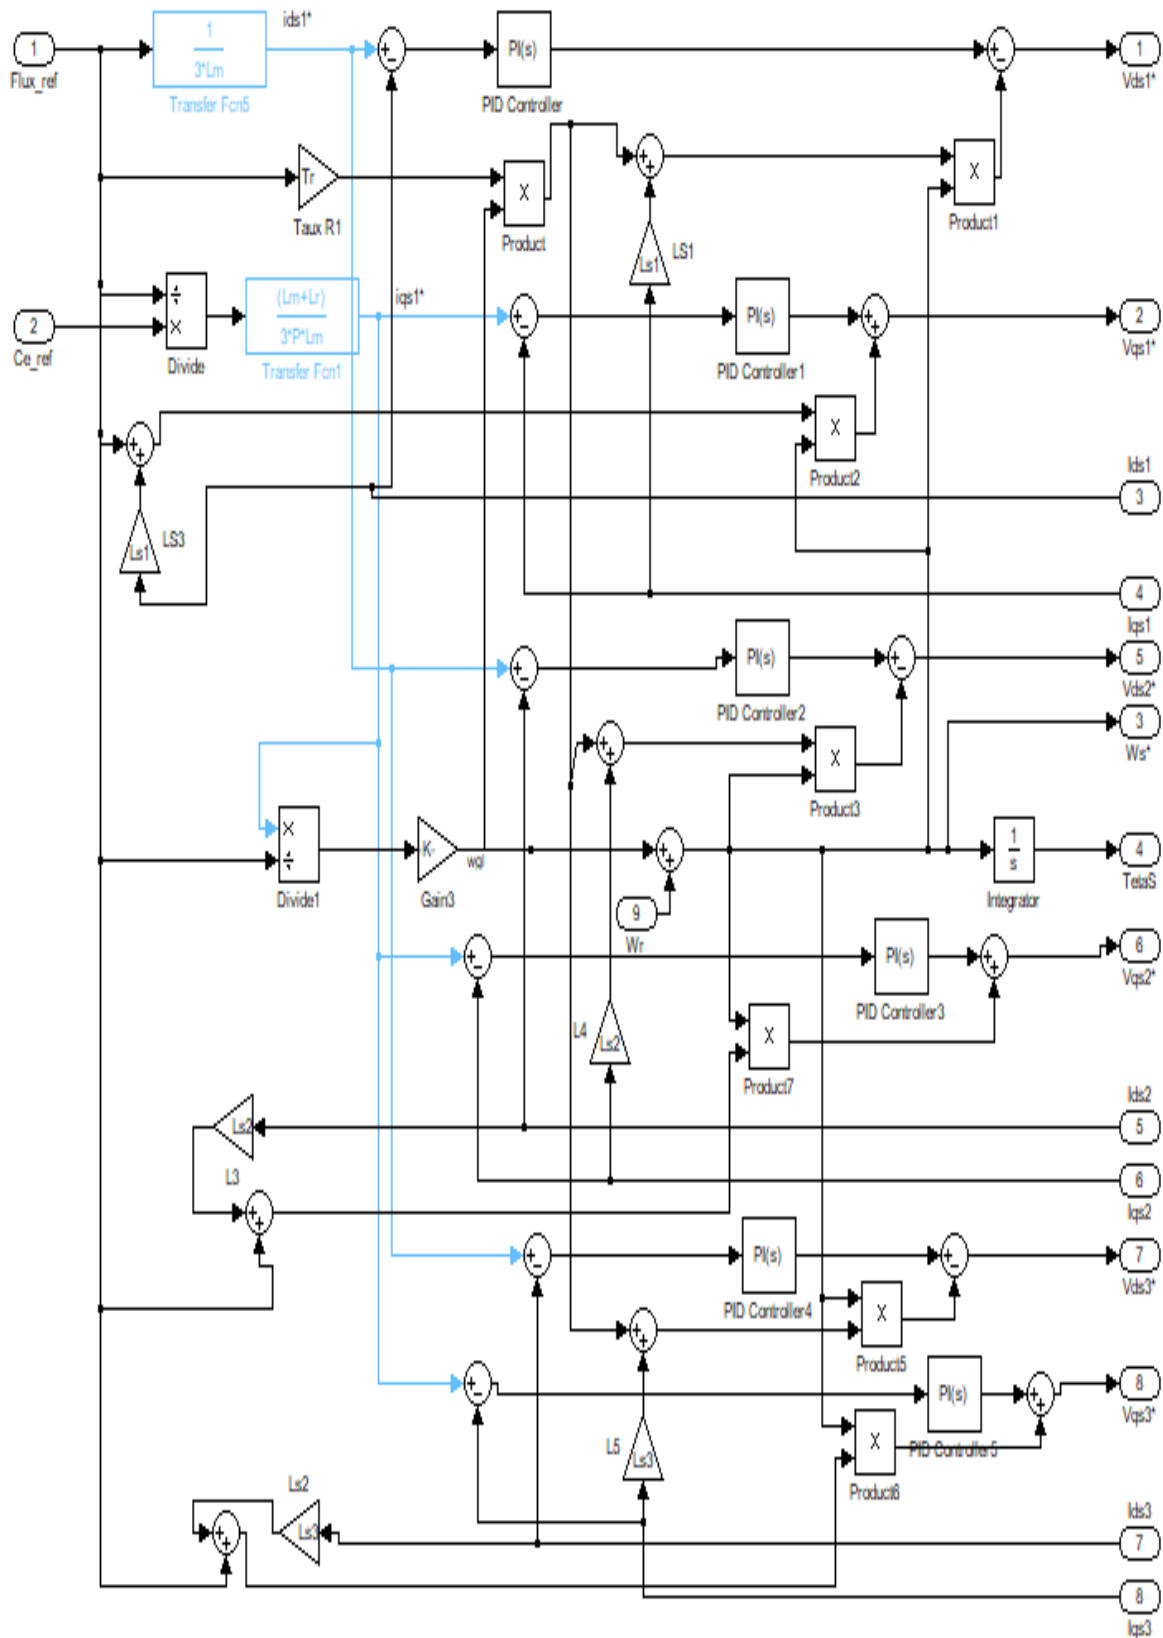 ids1*
1
Flux_ref
1
3*Lm
Transfer Fcn5
+
−
PI(s)
PID Controller
+
−
1
Vds1*
Tr
Taux R1
×
Product
+
+
×
Product1
Ls1
LS1
iqs1*
2
Ce_ref
÷
×
Divide
(Lm+Lr)
3*P*Lm
Transfer Fcn1
+
−
PI(s)
PID Controller1
+
+
2
Vqs1*
+
+
×
Product2
Ids1
3
Ls1
LS3
4
Iqs1
+
−
PI(s)
PID Controller2
+
−
5
Vds2*
+
+
×
Product3
3
Ws*
×
÷
Divide1
K-
Gain3
wgl
+
+
9
Wr
1
s
Integrator
4
TetaS
+
−
PI(s)
PID Controller3
+
+
6
Vqs2*
L4
Ls2
×
Product7
Ls2
L3
Ids2
5
+
+
6
Iqs2
+
−
PI(s)
PID Controller4
+
−
7
Vds3*
+
+
×
Product5
+
−
PI(s)
PID Controller5
+
+
8
Vqs3*
L5
Ls3
×
Product6
Ls2
Ls3
+
+
Ids3
7
8
Iqs3